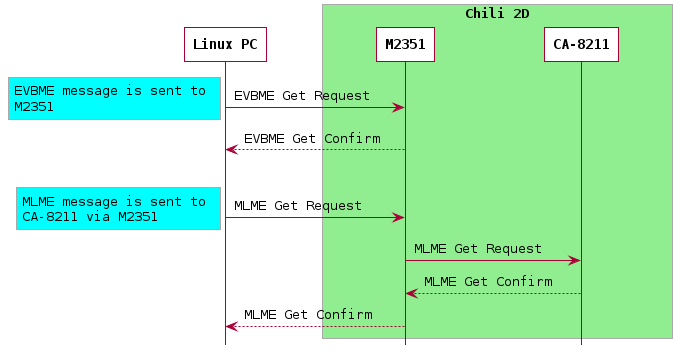 Chili 2D
Linux PC
M2351
CA-8211
EVBME message is sent to
M2351
EVBME Get Request
EVBME Get Confirm
MLME message is sent to
CA-8211 via M2351
MLME Get Request
MLME Get Request
MLME Get Confirm
MLME Get Confirm